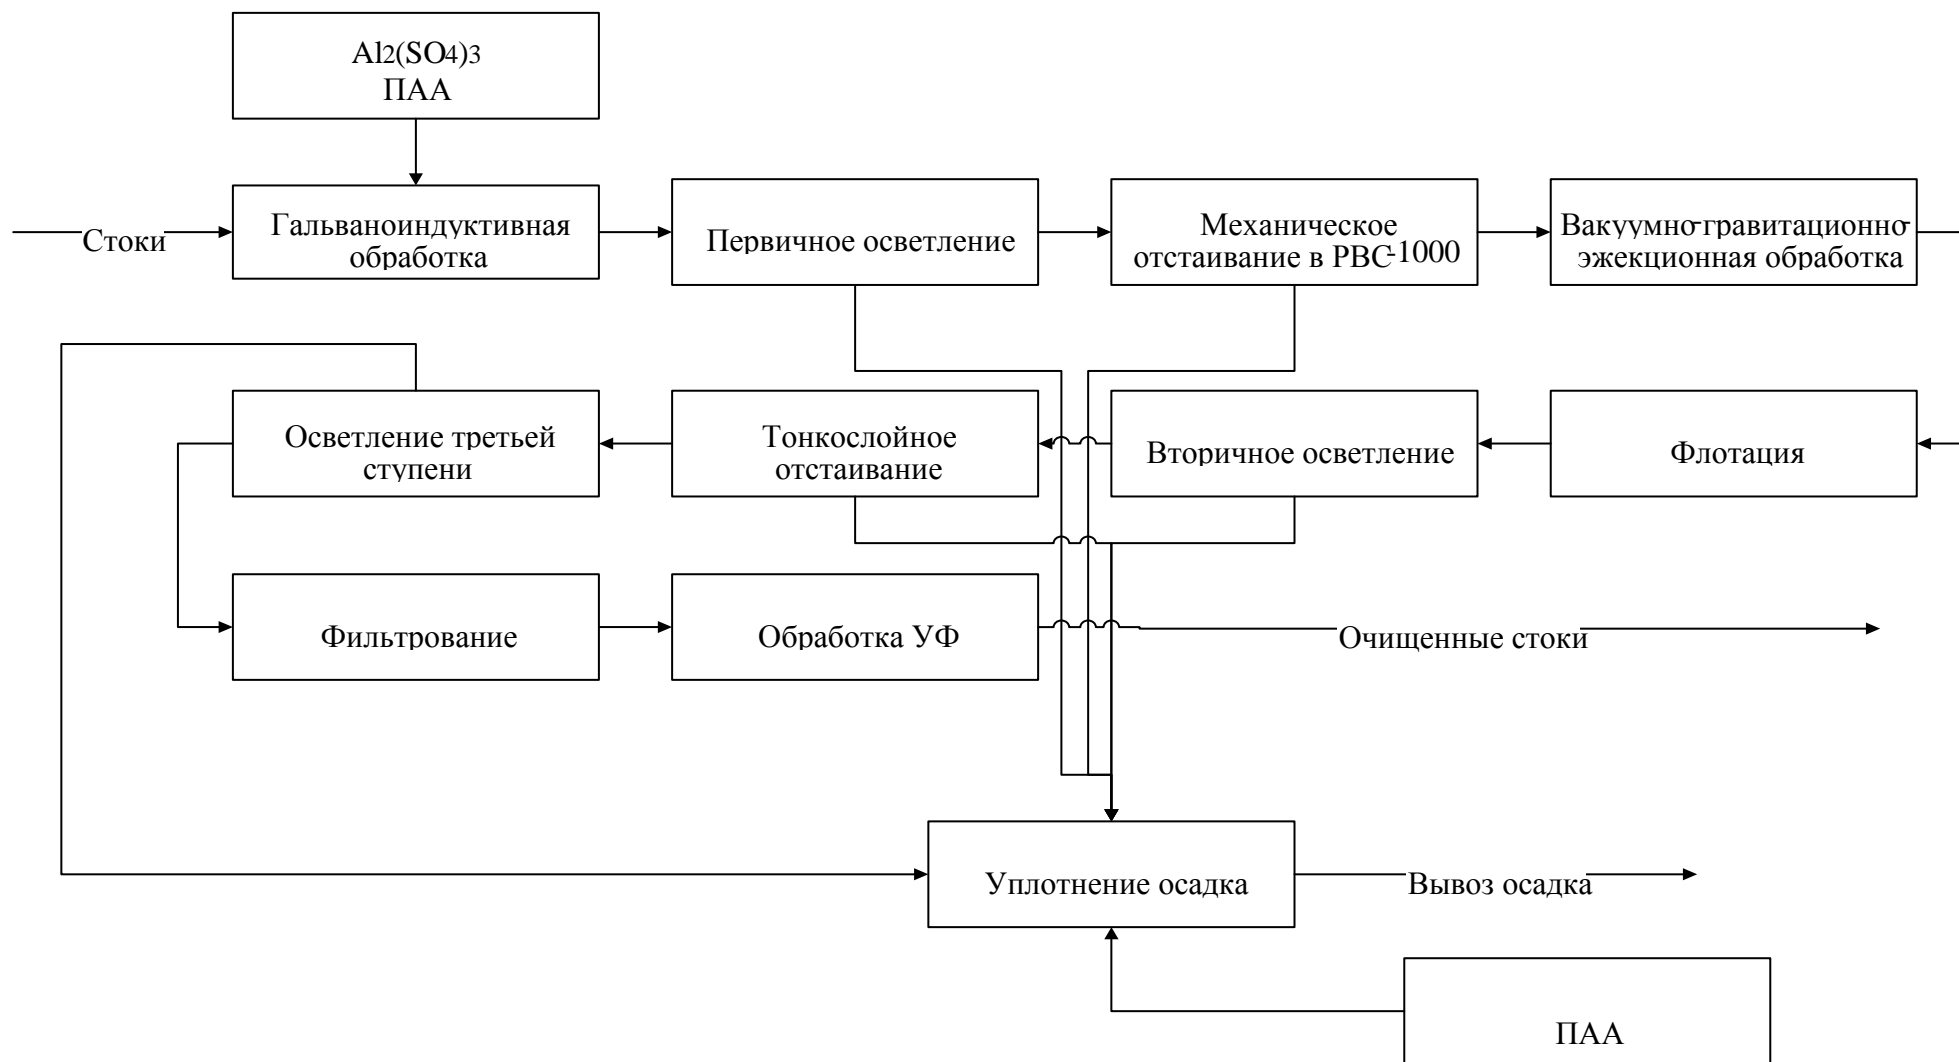 Al2(SO4)3
ПАА
Стоки
Гальваноиндуктивная
обработка
Первичное осветление
Механическое
отстаивание в РВС-1000
Вакуумно-гравитационно-
эжекционная обработка
Осветление третьей
ступени
Тонкослойное
отстаивание
Вторичное осветление
Флотация
Фильтрование
Обработка УФ
Очищенные стоки
Уплотнение осадка
Вывоз осадка
ПАА